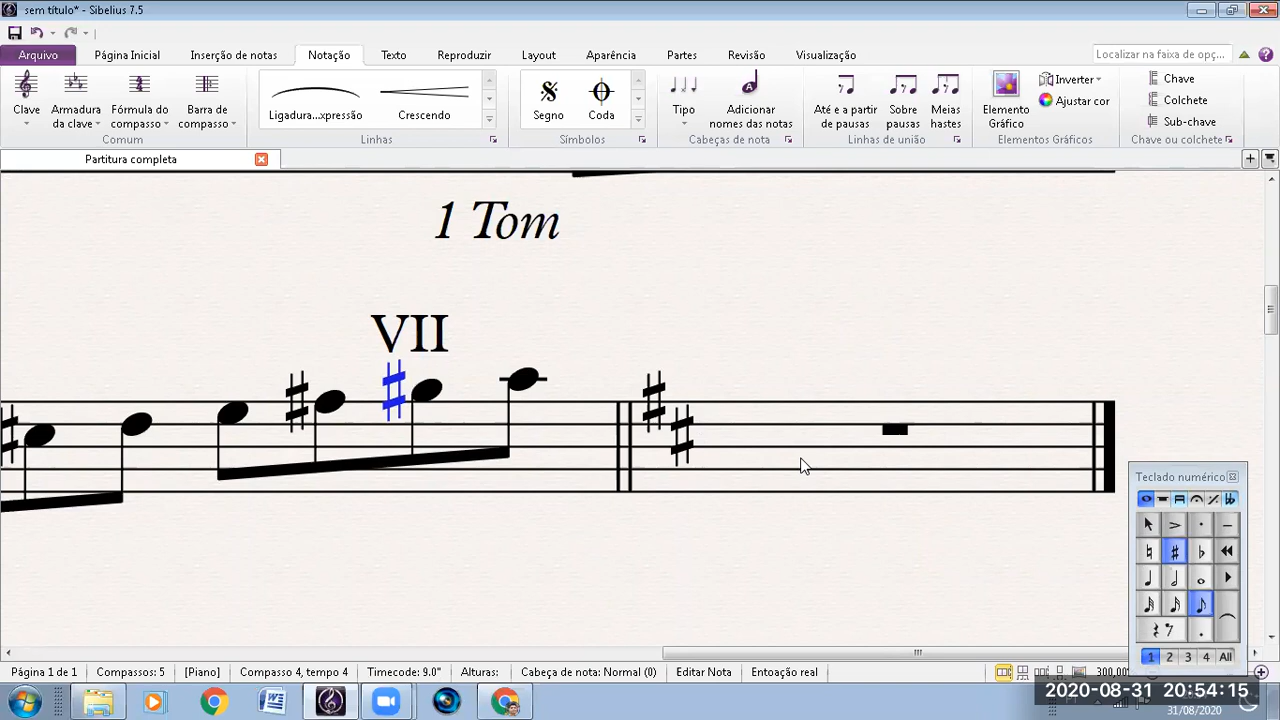 sem título* - Sibelius 7.5
Arquivo Página Inicial Inserção de notas Notação Texto Reproduzir Layout Aparência Partes Revisão Visualização Localizar na faixa de opç...
Clave Armadura da clave Fórmula do compasso Barra de compasso
Ligadura...xpressão Crescendo
Segno Coda
Tipo Adicionar nomes das notas
Até e a partir de pausas Sobre pausas Meias hastes
Elemento Gráfico Inverter Ajustar cor
Chave
Colchete
Sub-chave
Comum Linhas Símbolos Cabeças de nota Linhas de união Elementos Gráficos Chave ou colchete
Partitura completa
1 Tom
VII
Teclado numérico
1 2 3 4 All
Página 1 de 1 Compassos: 5 [Piano] Compasso 4, tempo 4 Timecode: 9.0" Alturas: Cabeça de nota: Normal (0) Editar Nota Entoação real 300,00
2020-08-31 20:54:15
31/08/2020